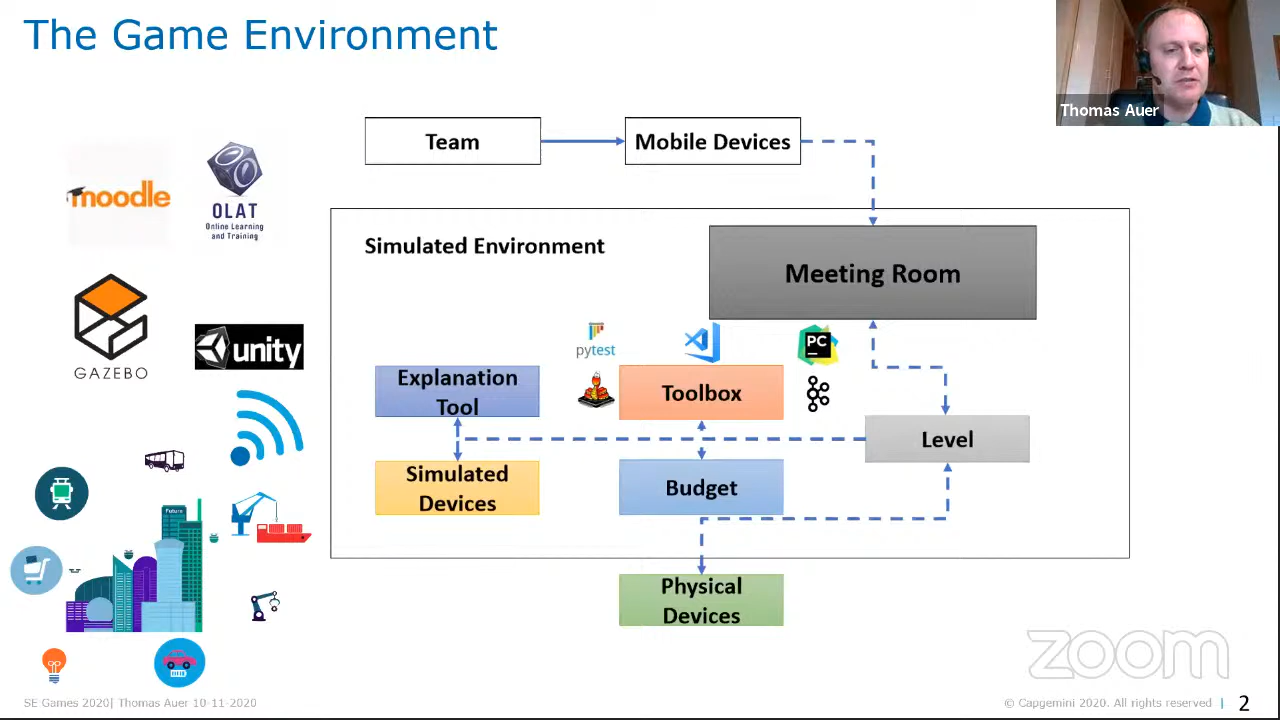 The Game Environment
Thomas Auer
Team
Mobile Devices
moodle
OLAT
Online Learning
and Training
Simulated Environment
Meeting Room
GAZEBO
unity
pytest
PC
Explanation
Tool
Toolbox
Level
Simulated
Devices
Budget
Future
Physical
Devices
zoom
SE Games 2020| Thomas Auer 10-11-2020
© Capgemini 2020. All rights reserved | 2